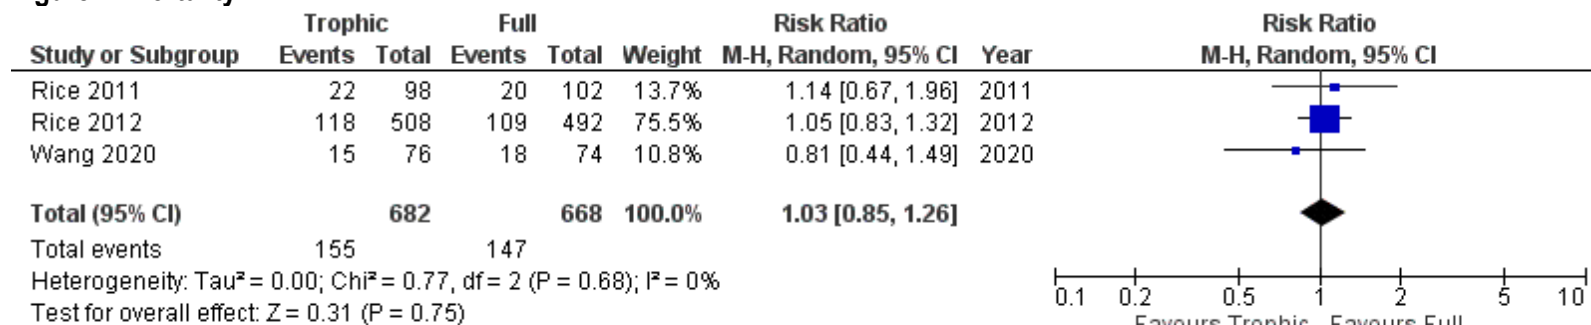 Trophic Full Risk Ratio Risk Ratio
Study or Subgroup Events Total Events Total Weight M-H, Random, 95% CI Year M-H, Random, 95% CI
Rice 2011 22 98 20 102 13.7% 1.14 [0.67, 1.96] 2011
Rice 2012 118 508 109 492 75.5% 1.05 [0.83, 1.32] 2012
Wang 2020 15 76 18 74 10.8% 0.81 [0.44, 1.49] 2020
Total (95% CI) 682 668 100.0% 1.03 [0.85, 1.26]
Total events 155 147
Heterogeneity: Tau² = 0.00; Chi² = 0.77, df = 2 (P = 0.68); I² = 0%
Test for overall effect: Z = 0.31 (P = 0.75)
0.1 0.2 0.5 1 2 5 10
Favours Trophic Favours Full